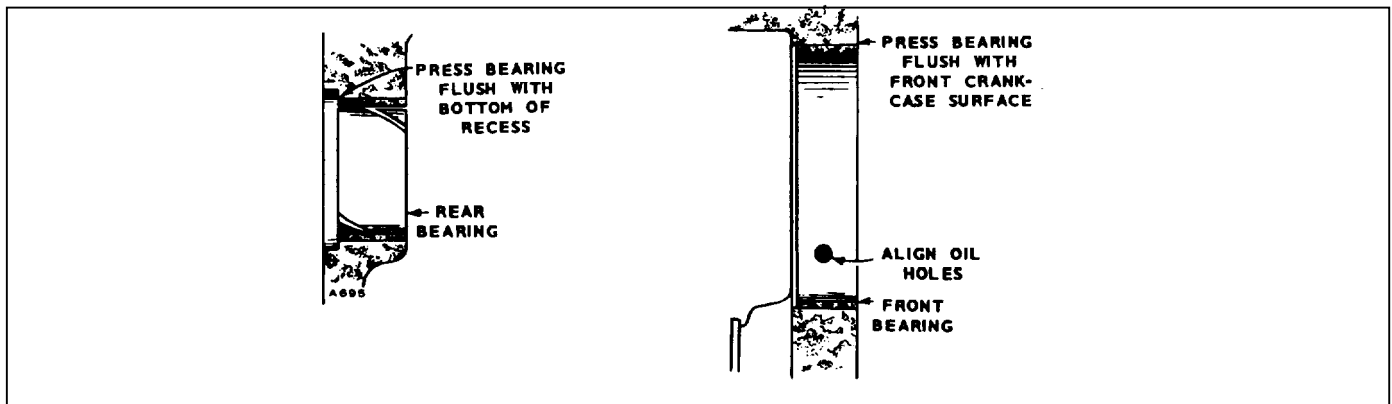 PRESS BEARING
FLUSH WITH
BOTTOM OF
RECESS
REAR
BEARING
A695
PRESS BEARING
FLUSH WITH
FRONT CRANK-
CASE SURFACE
ALIGN OIL
HOLES
FRONT
BEARING